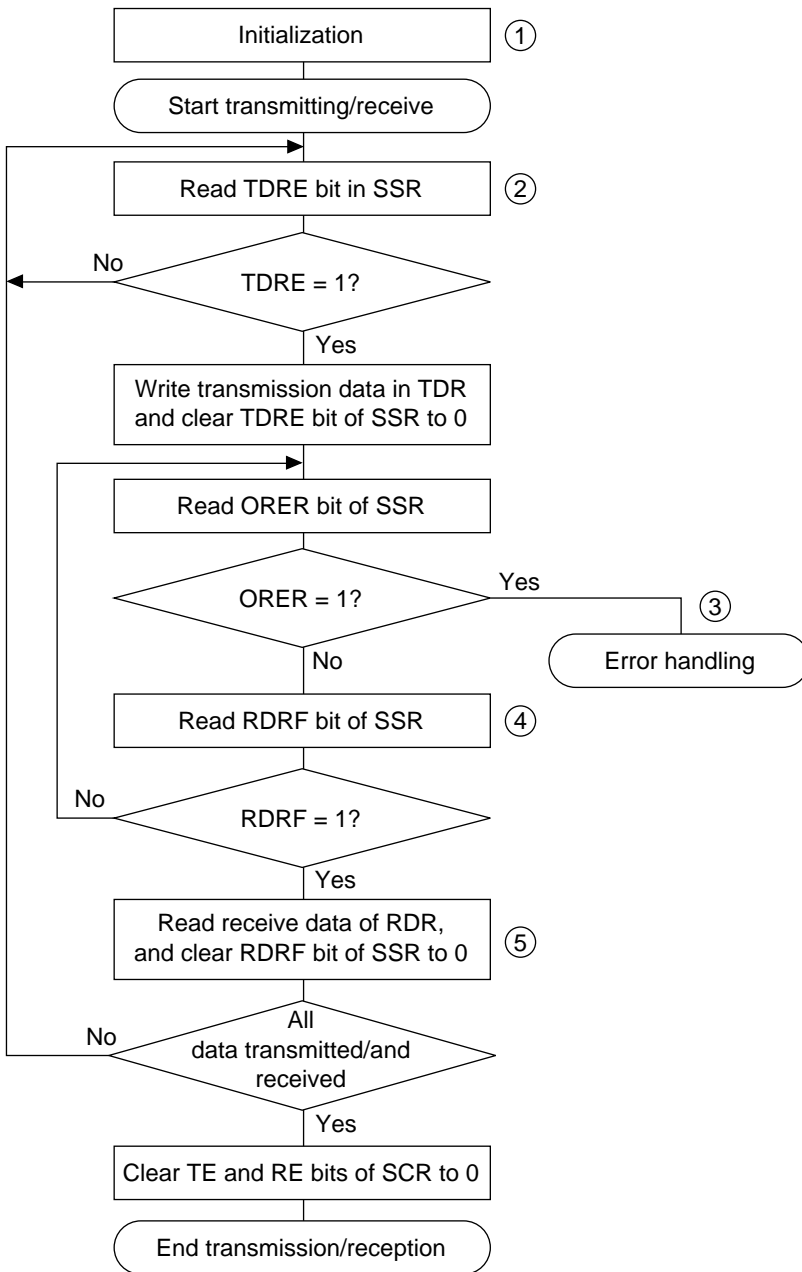 Initialization
①
Start transmitting/receive
Read TDRE bit in SSR
②
No
TDRE = 1?
Yes
Write transmission data in TDR
and clear TDRE bit of SSR to 0
Read ORER bit of SSR
Yes
ORER = 1?
③
No
Error handling
Read RDRF bit of SSR
④
No
RDRF = 1?
Yes
Read receive data of RDR,
and clear RDRF bit of SSR to 0
⑤
All
No
data transmitted/and
received
Yes
Clear TE and RE bits of SCR to 0
End transmission/reception